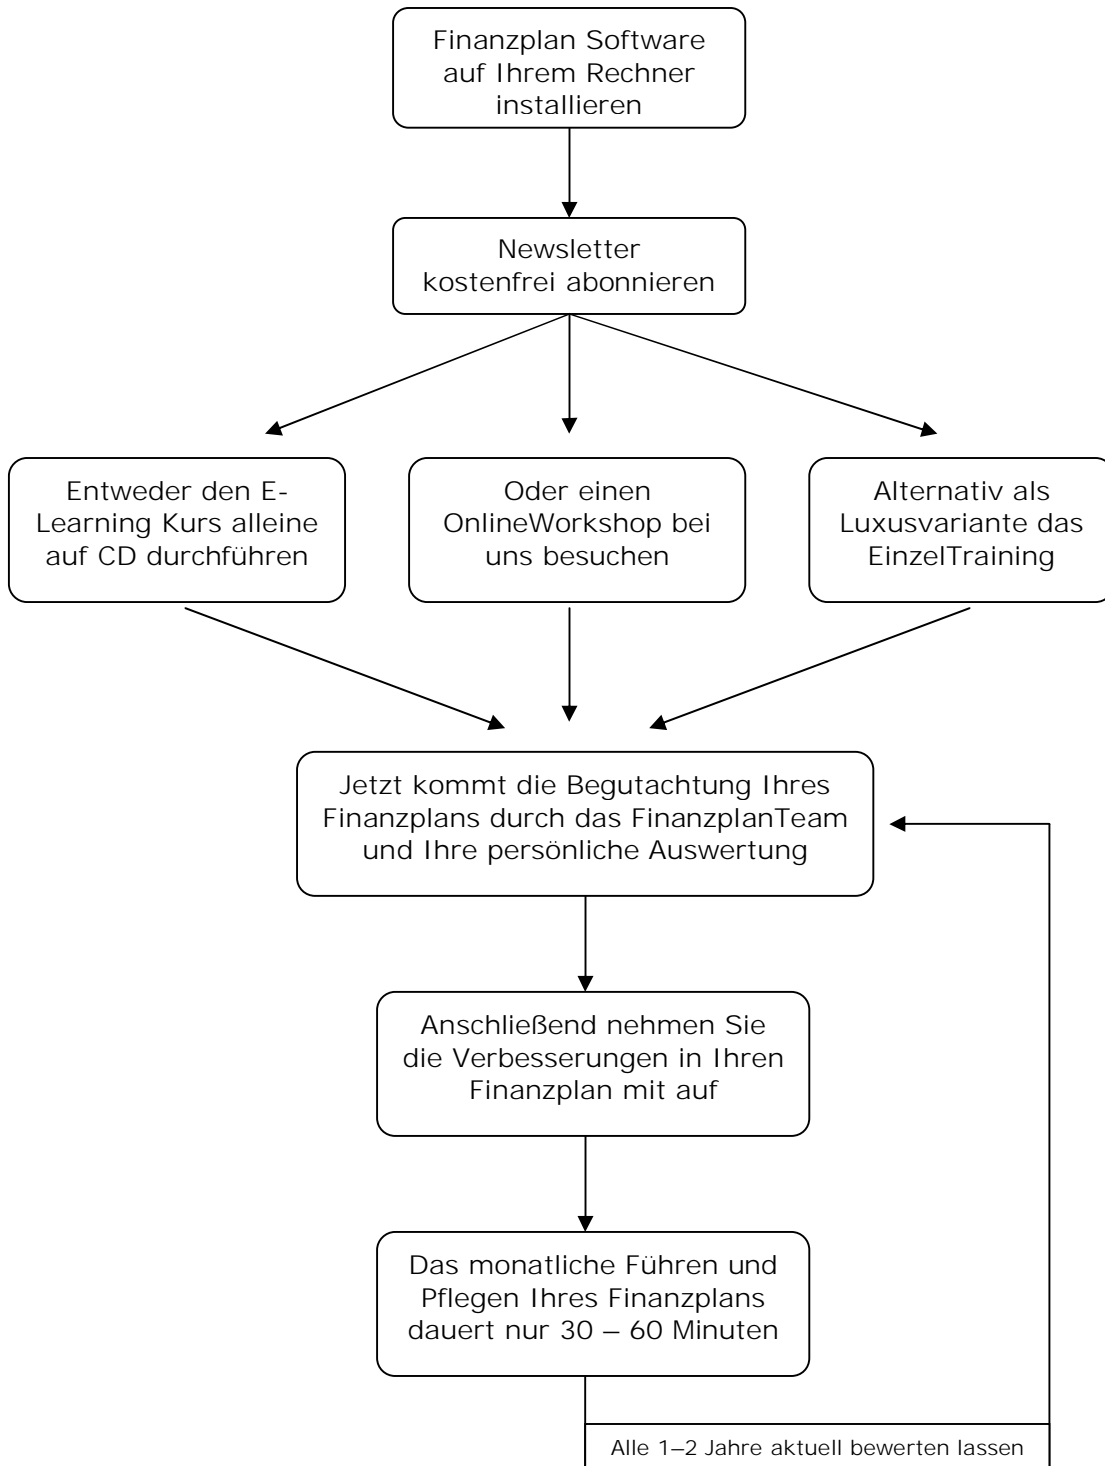 Finanzplan Software
auf Ihrem Rechner
installieren
Newsletter
kostenfrei abonnieren
Entweder den E-
Learning Kurs alleine
auf CD durchführen
Oder einen
OnlineWorkshop bei
uns besuchen
Alternativ als
Luxusvariante das
EinzelTraining
Jetzt kommt die Begutachtung Ihres
Finanzplans durch das FinanzplanTeam
und Ihre persönliche Auswertung
Anschließend nehmen Sie
die Verbesserungen in Ihren
Finanzplan mit auf
Das monatliche Führen und
Pflegen Ihres Finanzplans
dauert nur 30 – 60 Minuten
Alle 1–2 Jahre aktuell bewerten lassen